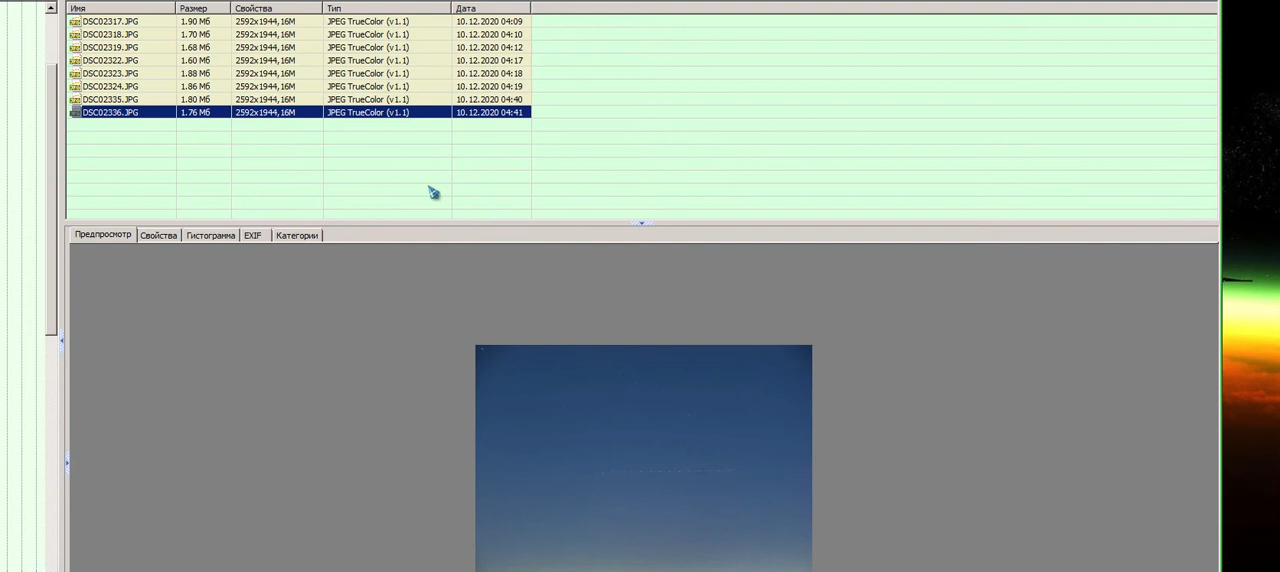 Имя Размер Свойства Тип Дата
DSC02317.JPG 1.90 Мб 2592x1944,16M JPEG TrueColor (v1.1) 10.12.2020 04:09
DSC02318.JPG 1.70 Мб 2592x1944,16M JPEG TrueColor (v1.1) 10.12.2020 04:10
DSC02319.JPG 1.68 Мб 2592x1944,16M JPEG TrueColor (v1.1) 10.12.2020 04:12
DSC02322.JPG 1.60 Мб 2592x1944,16M JPEG TrueColor (v1.1) 10.12.2020 04:17
DSC02323.JPG 1.88 Мб 2592x1944,16M JPEG TrueColor (v1.1) 10.12.2020 04:18
DSC02324.JPG 1.86 Мб 2592x1944,16M JPEG TrueColor (v1.1) 10.12.2020 04:19
DSC02335.JPG 1.80 Мб 2592x1944,16M JPEG TrueColor (v1.1) 10.12.2020 04:40
DSC02336.JPG 1.76 Мб 2592x1944,16M JPEG TrueColor (v1.1) 10.12.2020 04:41
Предпросмотр Свойства Гистограмма EXIF Категории